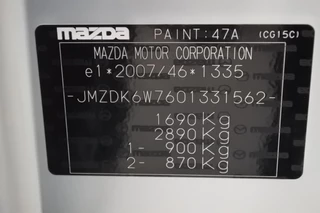 mazda PAINT:47A (CG15C)
MAZDA MOTOR CORPORATION
e1*2007/46*1335
-JMZDK6W7601331562-
1690Kg
2890Kg
1- 900Kg
2- 870Kg